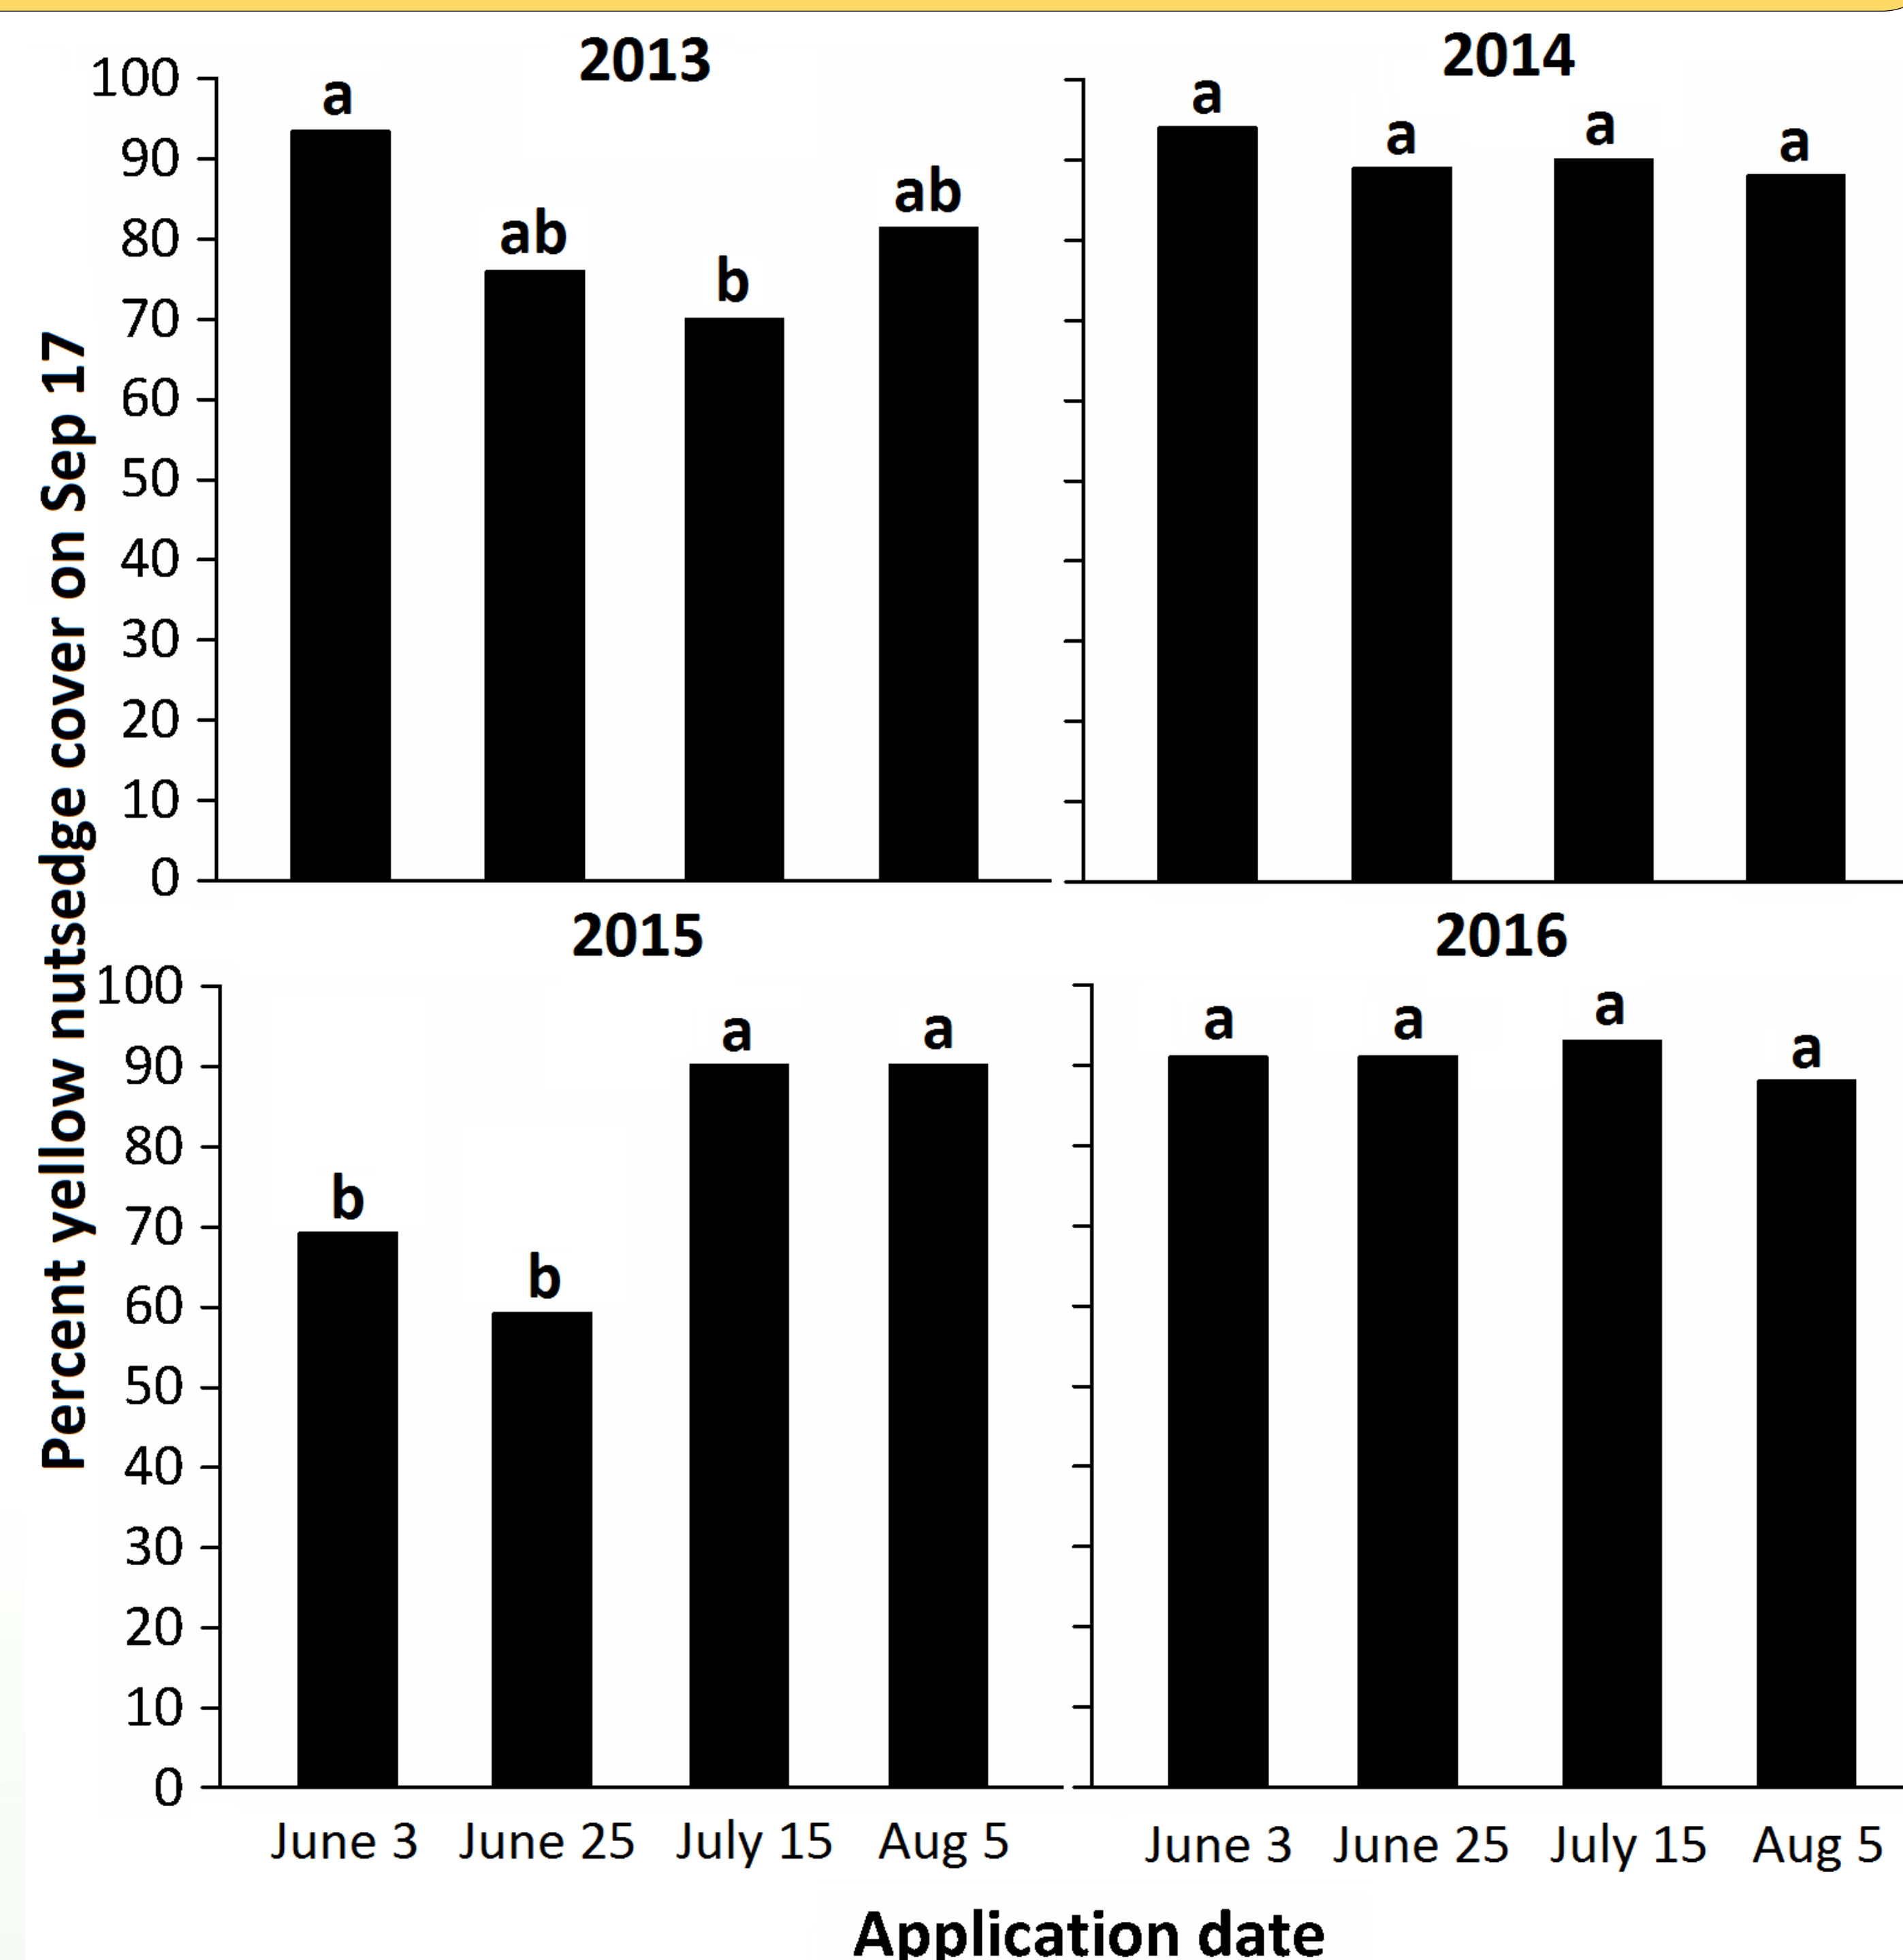 Percent yellow nutsedge cover on Sep 17
2013
100
90
80
70
60
50
40
30
20
10
0
a
ab
b
ab
2014
a
a
a
a
2015
100
90
80
70
60
50
40
30
20
10
0
b
b
a
a
June 3
June 25
July 15
Aug 5
2016
a
a
a
a
June 3
June 25
July 15
Aug 5
Application date